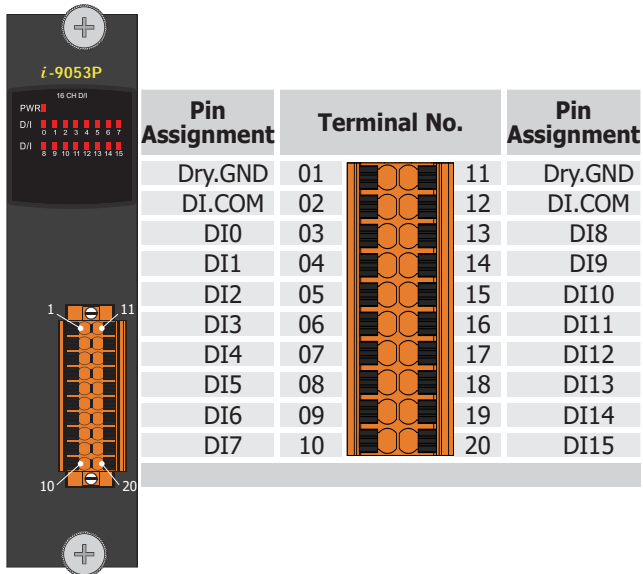 i-9053P
16 CH D/I
PWR
D/I
0 1 2 3 4 5 6 7
D/I
8 9 10 11 12 13 14 15
1 11
10 20
Pin Assignment Terminal No. Pin Assignment
Dry.GND 01 11 Dry.GND
DI.COM 02 12 DI.COM
DI0 03 13 DI8
DI1 04 14 DI9
DI2 05 15 DI10
DI3 06 16 DI11
DI4 07 17 DI12
DI5 08 18 DI13
DI6 09 19 DI14
DI7 10 20 DI15